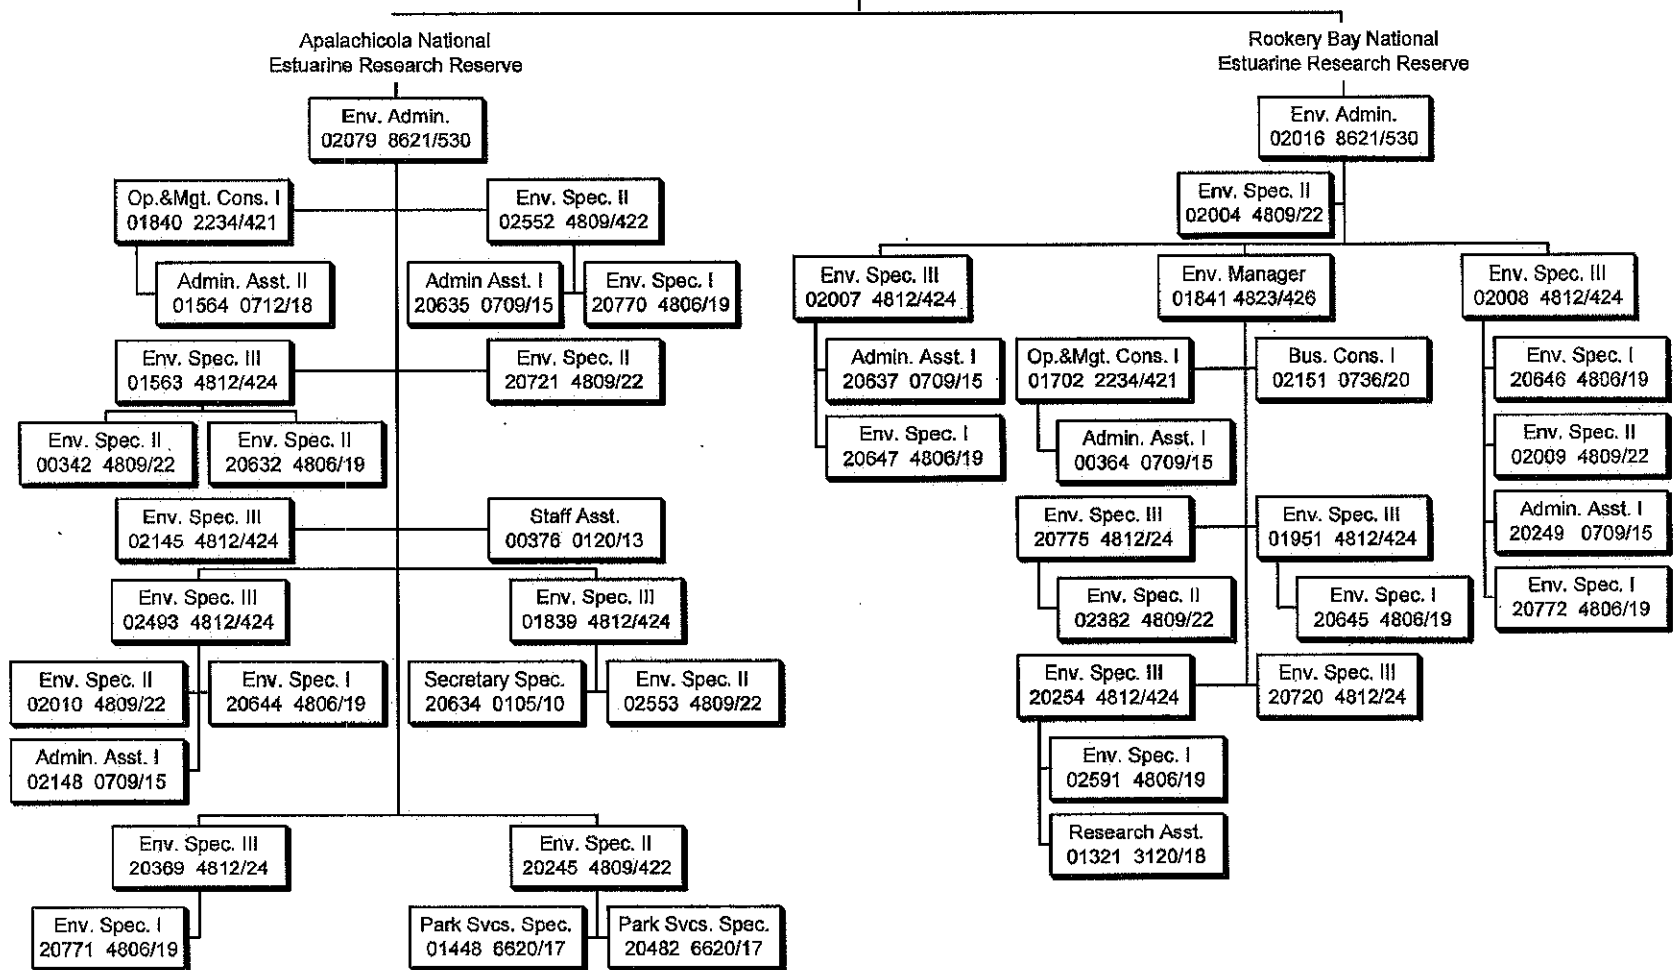 Apalachicola National
Estuarine Research Reserve
Env. Admin.
02079 8621/530
Op.&Mgt. Cons. I
01840 2234/421
Env. Spec. II
02552 4809/422
Admin. Asst. II
01564 0712/18
Admin Asst. I
20635 0709/15
Env. Spec. I
20770 4806/19
Env. Spec. III
01563 4812/424
Env. Spec. II
20721 4809/22
Env. Spec. II
00342 4809/22
Env. Spec. II
20632 4806/19
Env. Spec. III
02145 4812/424
Staff Asst.
00376 0120/13
Env. Spec. III
02493 4812/424
Env. Spec. III
01839 4812/424
Env. Spec. II
02010 4809/22
Env. Spec. I
20644 4806/19
Secretary Spec.
20634 0105/10
Env. Spec. II
02553 4809/22
Admin. Asst. I
02148 0709/15
Env. Spec. III
20369 4812/24
Env. Spec. II
20245 4809/422
Env. Spec. I
20771 4806/19
Park Svcs. Spec.
01448 6620/17
Park Svcs. Spec.
20482 6620/17
Rookery Bay National
Estuarine Research Reserve
Env. Admin.
02016 8621/530
Env. Spec. II
02004 4809/22
Env. Spec. III
02007 4812/424
Env. Manager
01841 4823/426
Env. Spec. III
02008 4812/424
Admin. Asst. I
20637 0709/15
Env. Spec. I
20647 4806/19
Op.&Mgt. Cons. I
01702 2234/421
Bus. Cons. I
02151 0736/20
Admin. Asst. I
00364 0709/15
Env. Spec. III
20775 4812/24
Env. Spec. III
01951 4812/424
Env. Spec. II
02382 4809/22
Env. Spec. I
20645 4806/19
Env. Spec. III
20254 4812/424
Env. Spec. III
20720 4812/24
Env. Spec. I
02591 4806/19
Research Asst.
01321 3120/18
Env. Spec. I
20646 4806/19
Env. Spec. II
02009 4809/22
Admin. Asst. I
20249 0709/15
Env. Spec. I
20772 4806/19